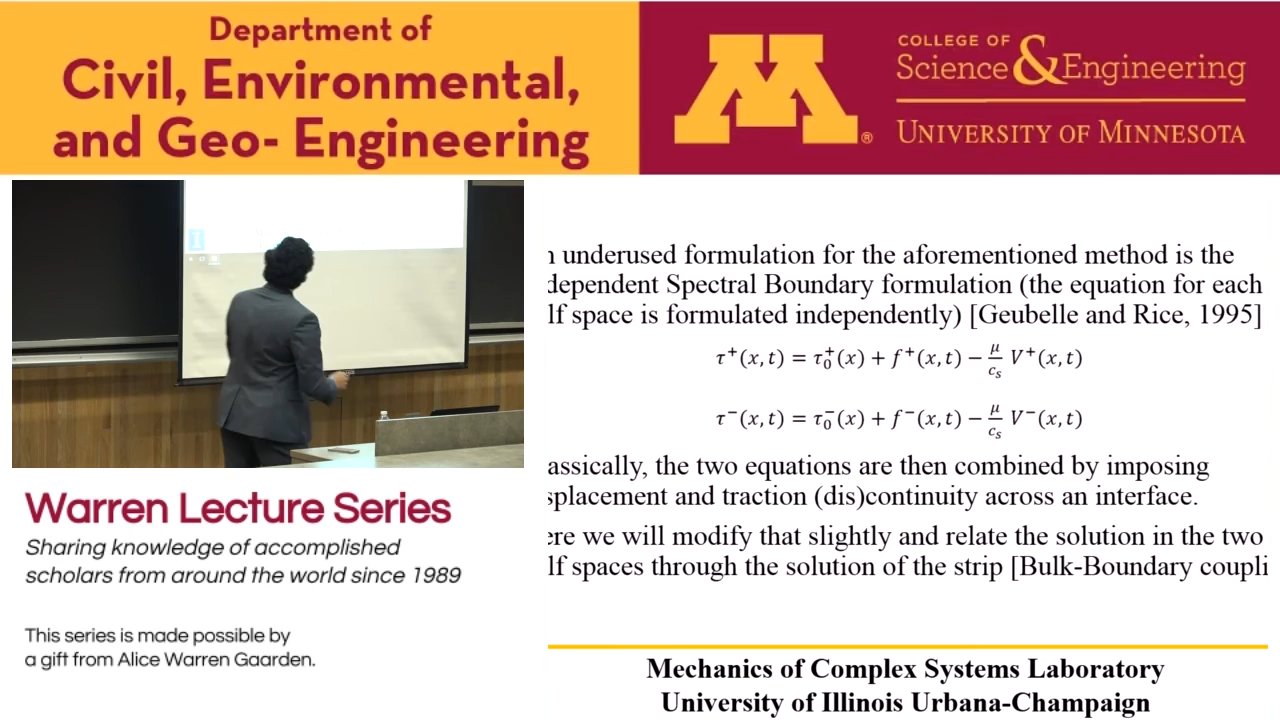 Department of
Civil, Environmental,
and Geo- Engineering
M®
COLLEGE OF
Science & Engineering
UNIVERSITY OF MINNESOTA
Warren Lecture Series
Sharing knowledge of accomplished
scholars from around the world since 1989
This series is made possible by
a gift from Alice Warren Gaarden.
underused formulation for the aforementioned method is the
dependent Spectral Boundary formulation (the equation for each
lf space is formulated independently) [Geubelle and Rice, 1995]
τ⁺(x, t) = τ₀⁺(x) + f⁺(x, t) − μ/cₛ V⁺(x, t)
τ⁻(x, t) = τ₀⁻(x) + f⁻(x, t) − μ/cₛ V⁻(x, t)
assically, the two equations are then combined by imposing
splacement and traction (dis)continuity across an interface.
ere we will modify that slightly and relate the solution in the two
lf spaces through the solution of the strip [Bulk-Boundary coupli
Mechanics of Complex Systems Laboratory
University of Illinois Urbana-Champaign